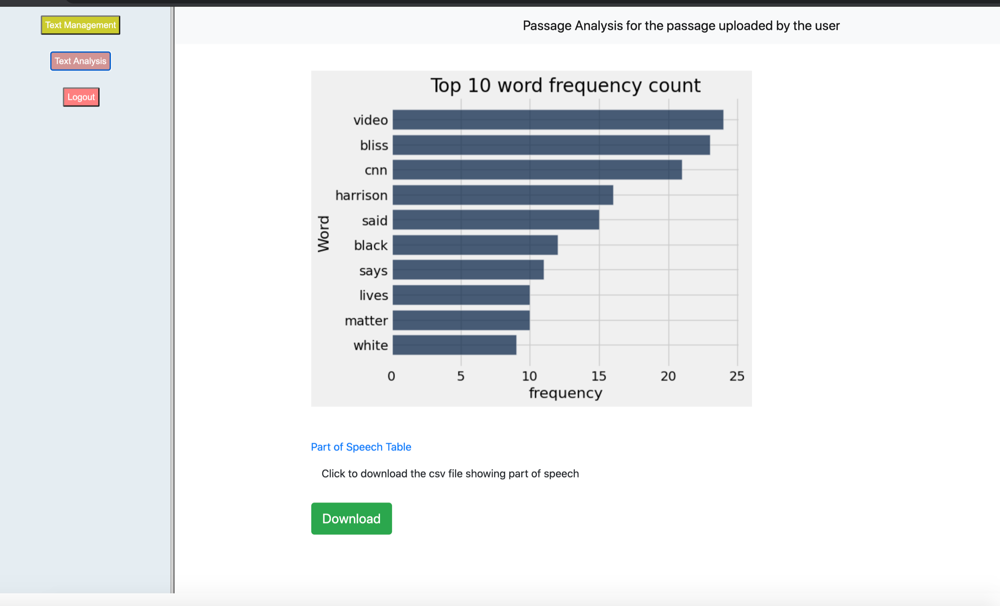 Text Management
Text Analysis
Logout
Passage Analysis for the passage uploaded by the user
Top 10 word frequency count
video
bliss
cnn
harrison
said
black
says
lives
matter
white
Word
0 5 10 15 20 25
frequency
Part of Speech Table
Click to download the csv file showing part of speech
Download